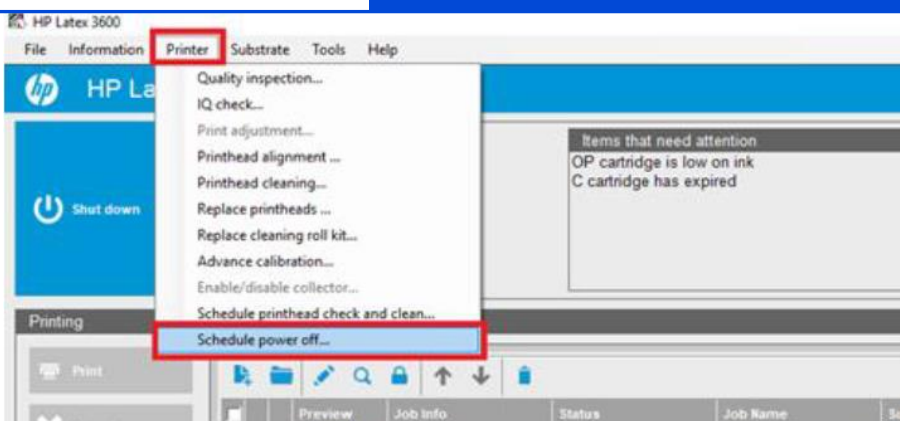 HP Latex 3600
File Information Printer Substrate Tools Help
hp HP La
Quality inspection...
IQ check...
Print adjustment...
Printhead alignment ...
Printhead cleaning...
Replace printheads ...
Replace cleaning roll kit...
Advance calibration...
Enable/disable collector...
Schedule printhead check and clean...
Schedule power off...
Shut down
Items that need attention
OP cartridge is low on ink
C cartridge has expired
Printing
Print
Preview Job Info Status Job Name